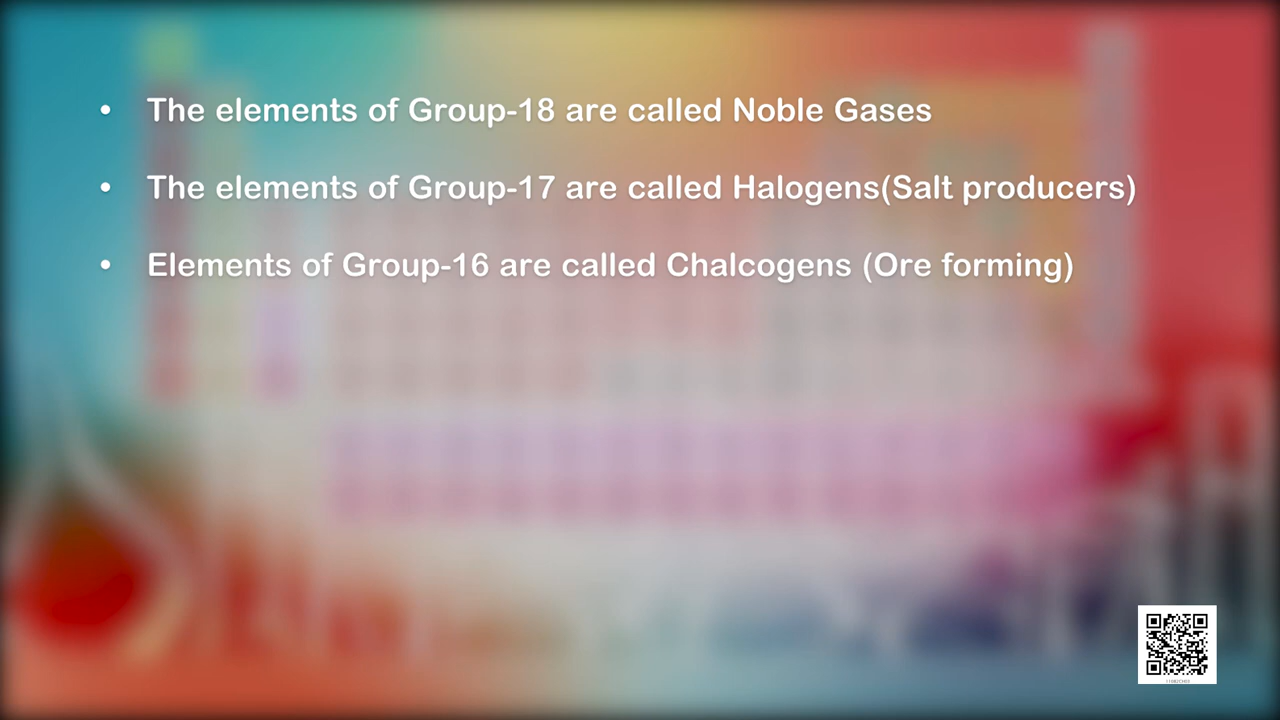 • The elements of Group-18 are called Noble Gases
• The elements of Group-17 are called Halogens(Salt producers)
• Elements of Group-16 are called Chalcogens (Ore forming)